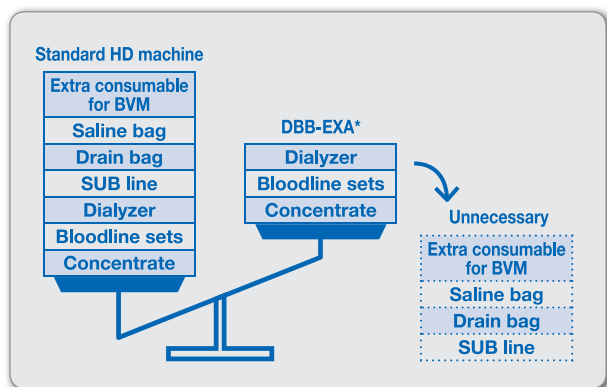 Standard HD machine
Extra consumable
for BVM
Saline bag
Drain bag
SUB line
Dialyzer
Bloodline sets
Concentrate
DBB-EXA*
Dialyzer
Bloodline sets
Concentrate
Unnecessary
Extra consumable
for BVM
Saline bag
Drain bag
SUB line